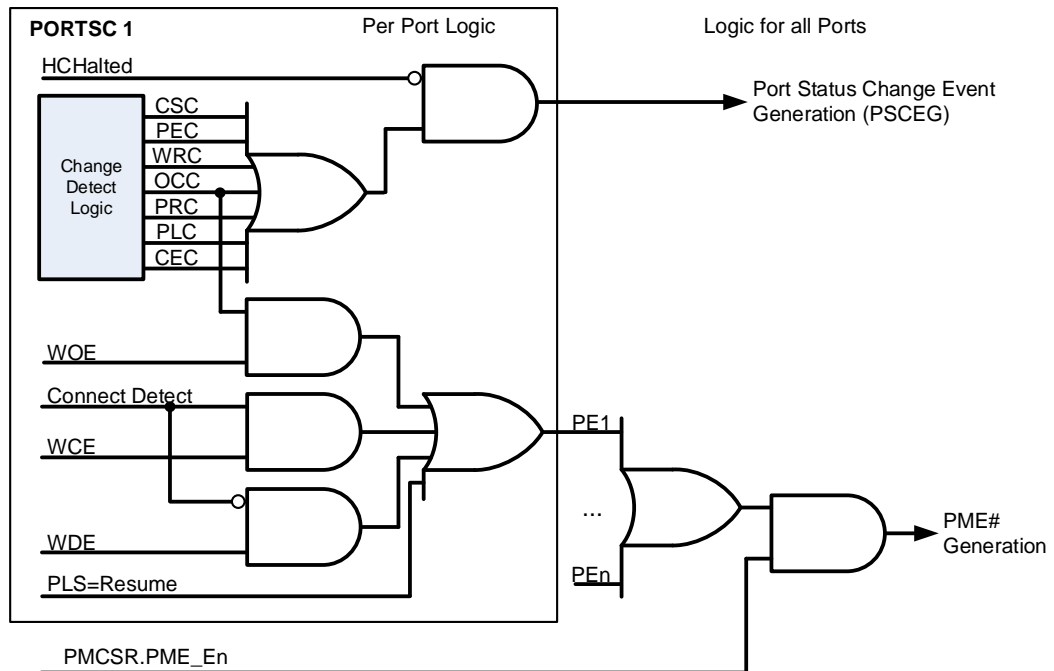 PORTSC 1
Per Port Logic
Logic for all Ports
HCHalted
Port Status Change Event
Generation (PSCEG)
CSC
PEC
WRC
OCC
PRC
PLC
CEC
Change
Detect
Logic
WOE
Connect Detect
WCE
WDE
PLS=Resume
PE1
...
PEn
PME#
Generation
PMCSR.PME_En